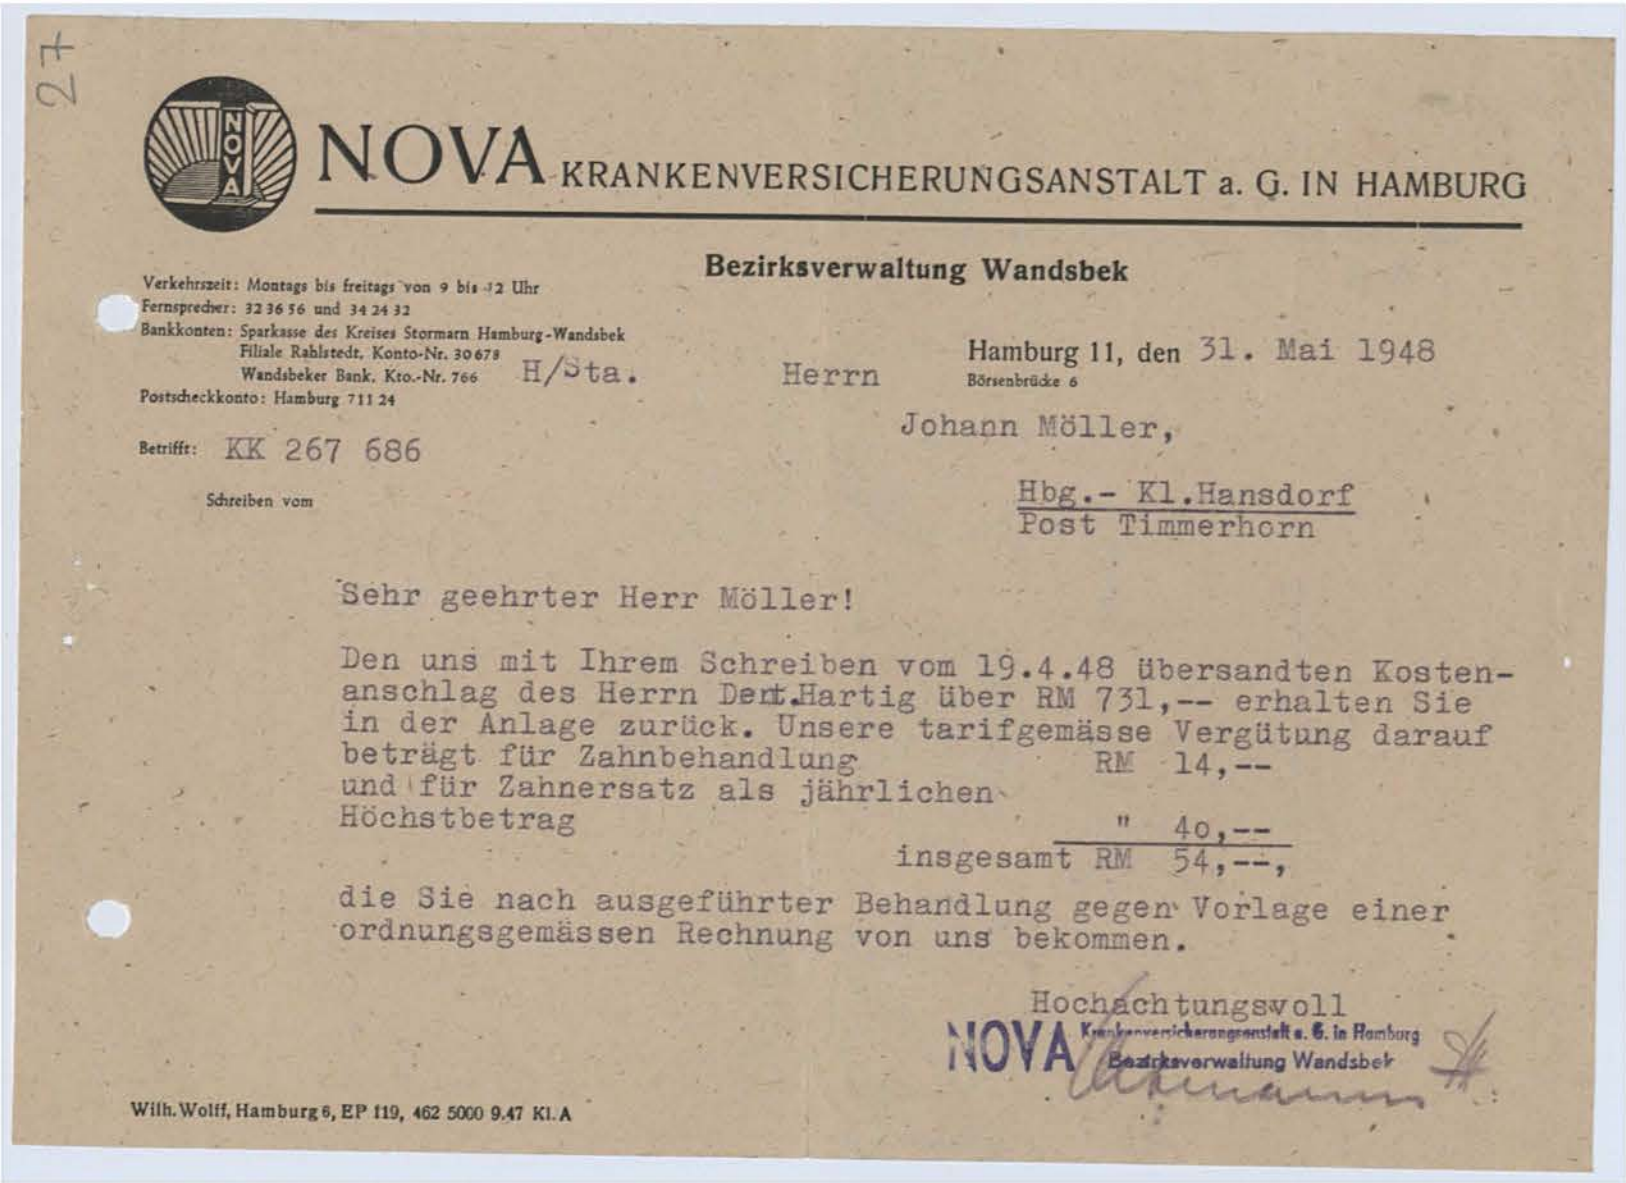 27
NOVA
NOVA KRANKENVERSICHERUNGSANSTALT a. G. IN HAMBURG
Bezirksverwaltung Wandsbek
Verkehrszeit: Montags bis freitags von 9 bis 12 Uhr
Fernsprecher: 32 36 56 und 34 24 32
Bankkonten: Sparkasse des Kreises Stormarn Hamburg-Wandsbek
Filiale Rahlstedt, Konto-Nr. 30678
Wandsbeker Bank, Kto.-Nr. 766
H/Sta.
Postscheckkonto: Hamburg 711 24
Hamburg 11, den 31. Mai 1948
Börsenbrücke 6
Herrn
Johann Möller,
Hbg.- Kl.Hansdorf
Post Timmerhorn
Betrifft: KK 267 686
Schreiben vom
Sehr geehrter Herr Möller!
Den uns mit Ihrem Schreiben vom 19.4.48 übersandten Kosten-
anschlag des Herrn Dent.Hartig über RM 731,-- erhalten Sie
in der Anlage zurück. Unsere tarifgemässe Vergütung darauf
beträgt für Zahnbehandlung RM 14,--
und für Zahnersatz als jährlichen
Höchstbetrag " 40,--
insgesamt RM 54,--,
die Sie nach ausgeführter Behandlung gegen Vorlage einer
ordnungsgemässen Rechnung von uns bekommen.
Hochachtungsvoll
NOVA Krankenversicherungsanstalt a. G. in Hamburg
Bezirksverwaltung Wandsbek
Wilh. Wolff, Hamburg 6, EP 119, 462 5000 9.47 Kl. A